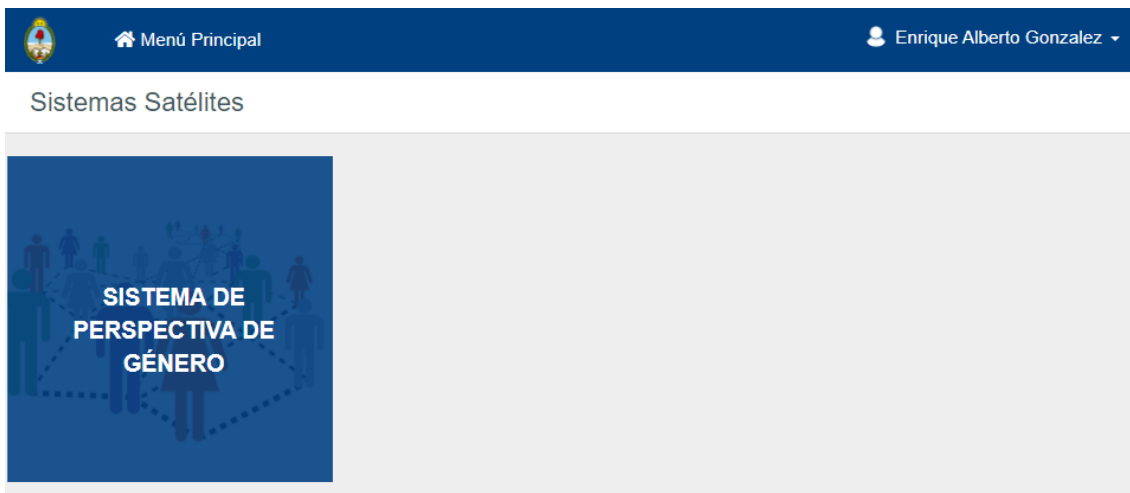 Menú Principal
Enrique Alberto Gonzalez
Sistemas Satélites
SISTEMA DE
PERSPECTIVA DE
GÉNERO